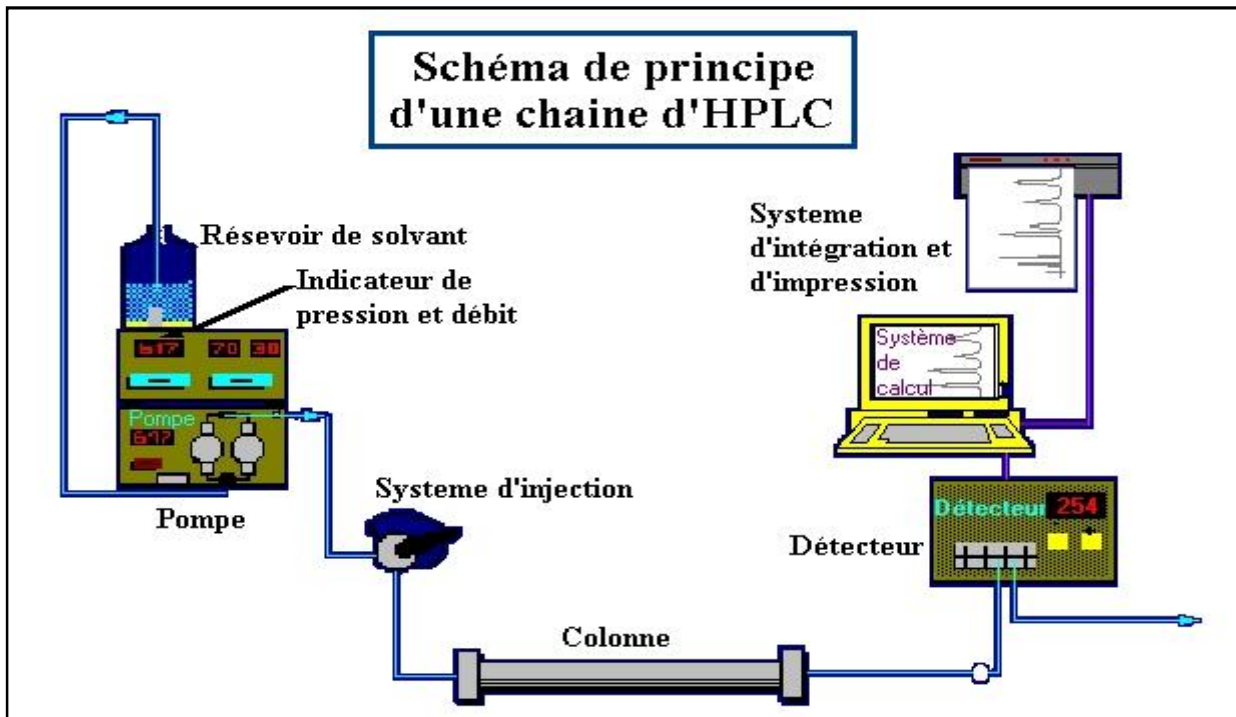 Schéma de principe
d'une chaine d'HPLC
Résevoir de solvant
Indicateur de
pression et débit
617 70 30
Pompe
617
Pompe
Systeme d'injection
Colonne
Systeme
d'intégration et
d'impression
Système
de
calcul
Détecteur 254
Détecteur